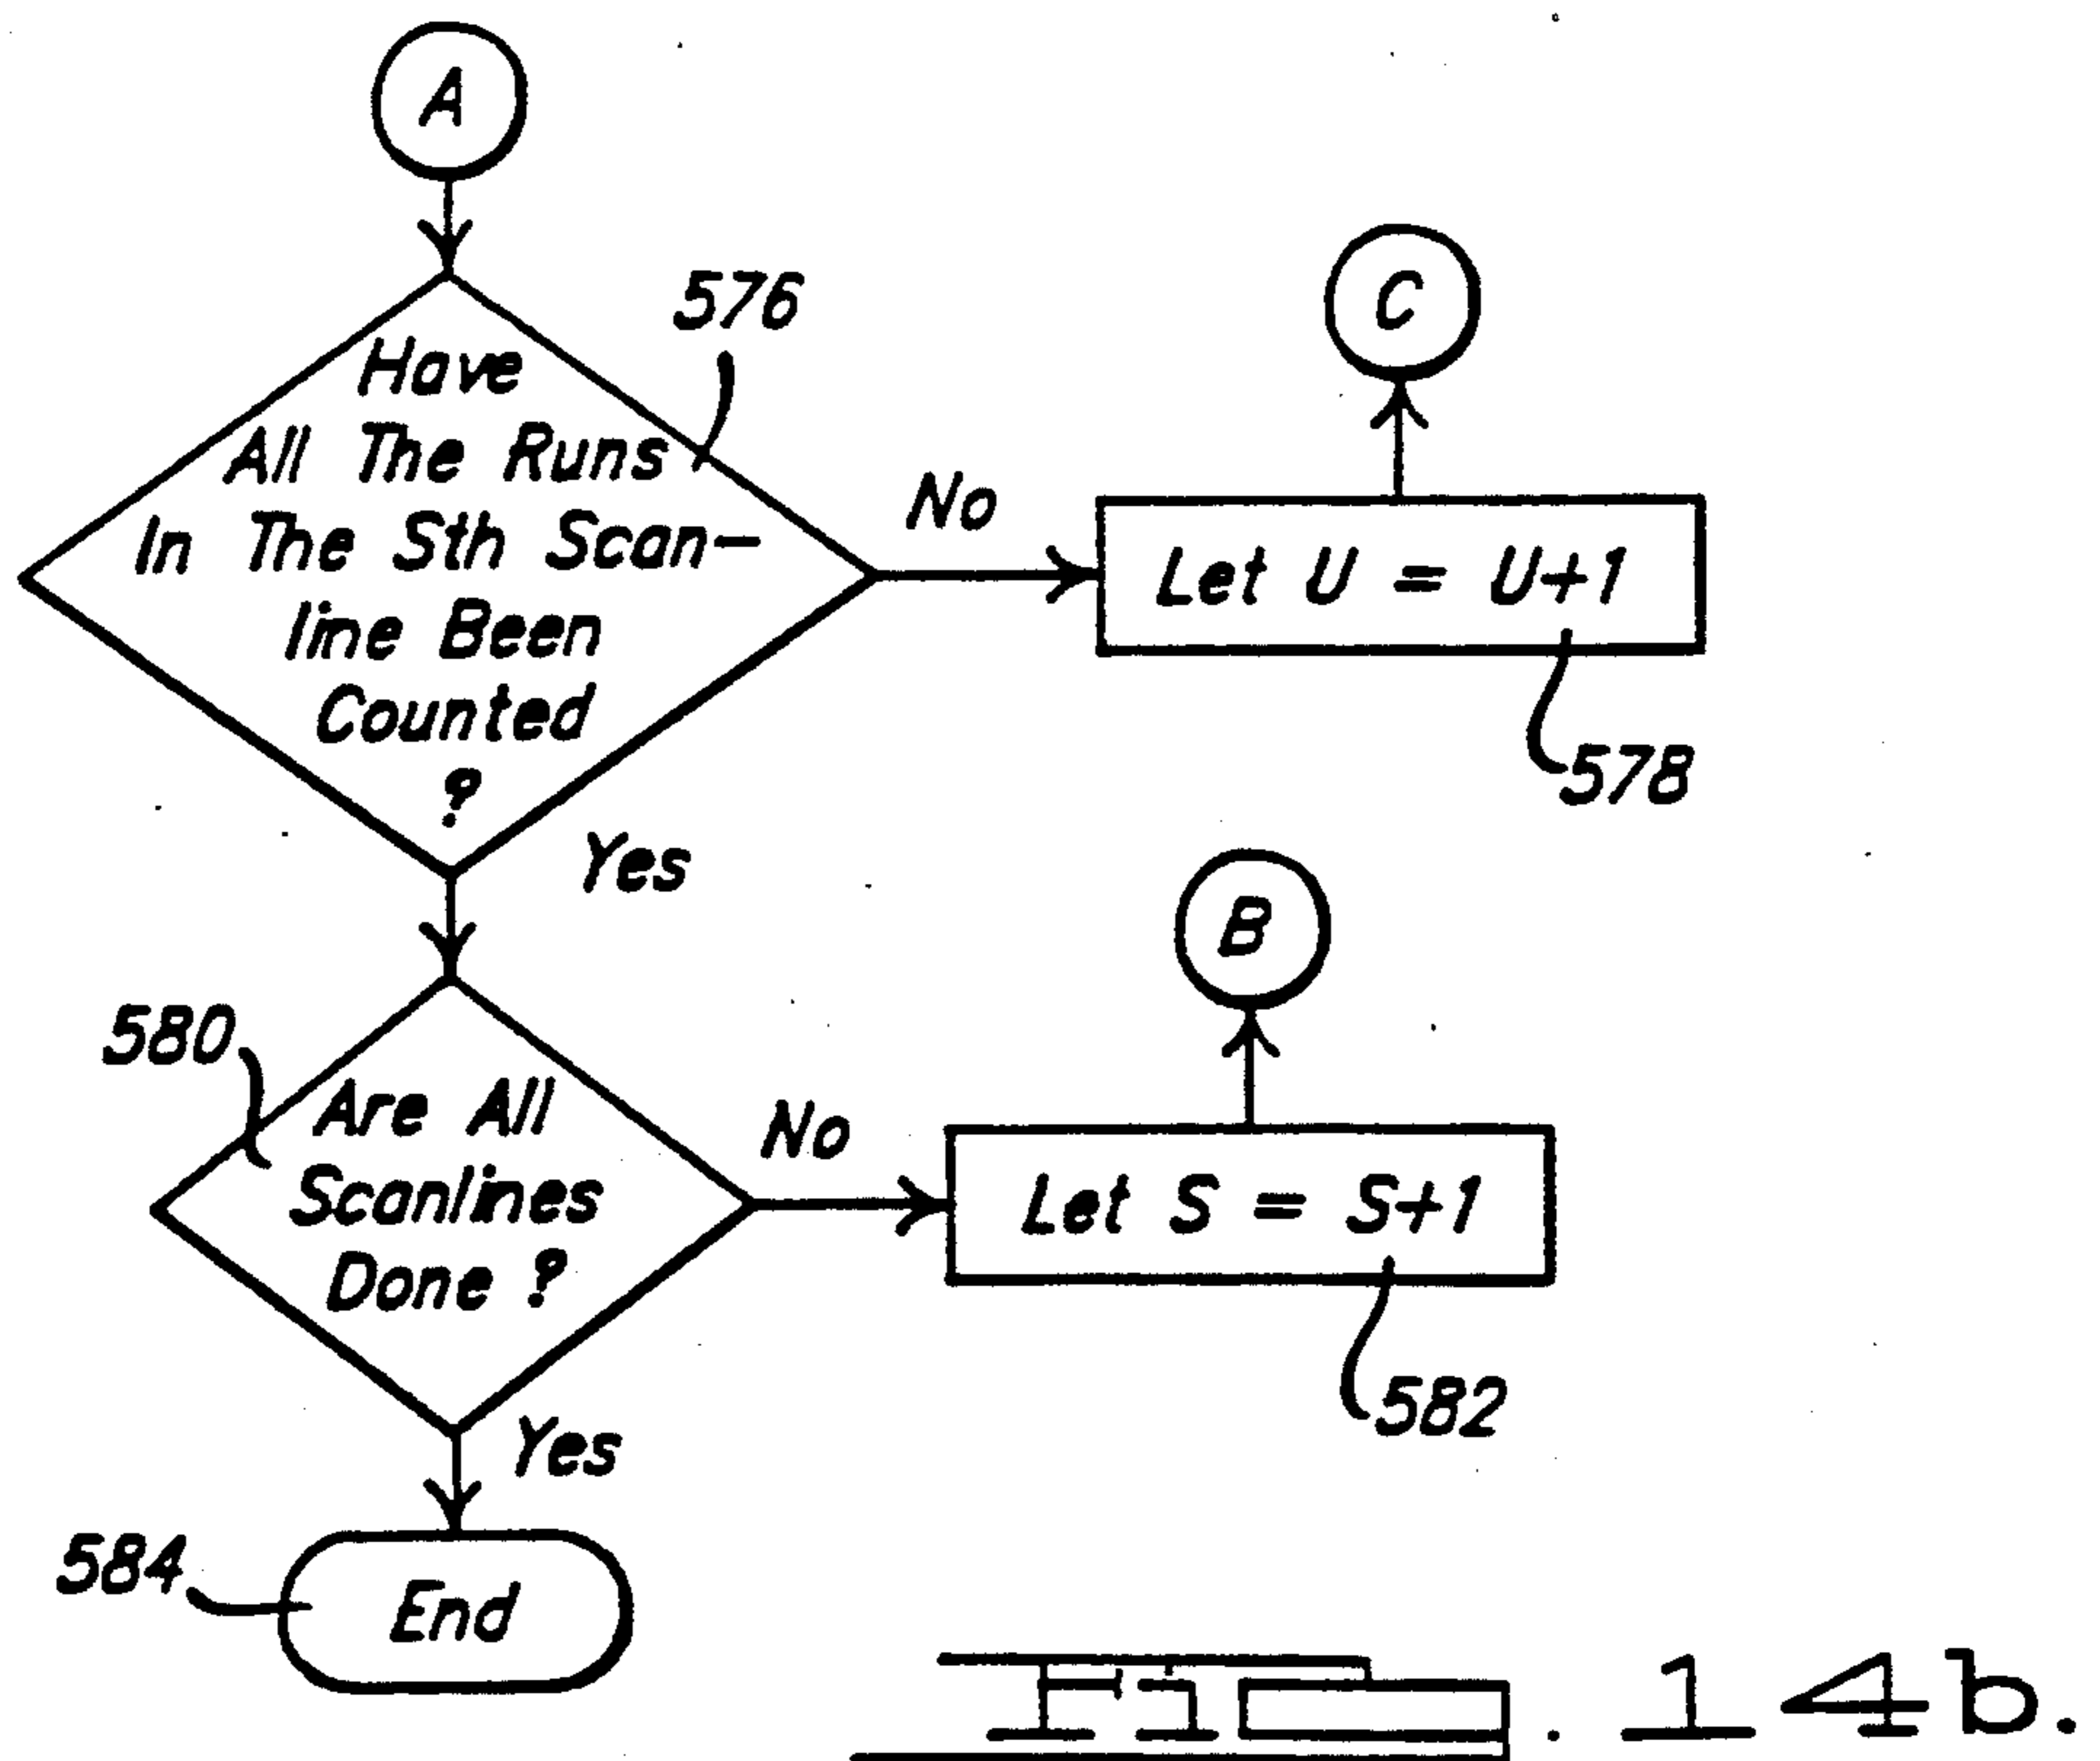 A
576
Have
All The Runs
In The Sth Scan-
line Been
Counted
?
No
Let U = U+1
C
578
Yes
580
Are All
Scanlines
Done ?
No
Let S = S+1
B
582
Yes
584
End
FIG. 14b.